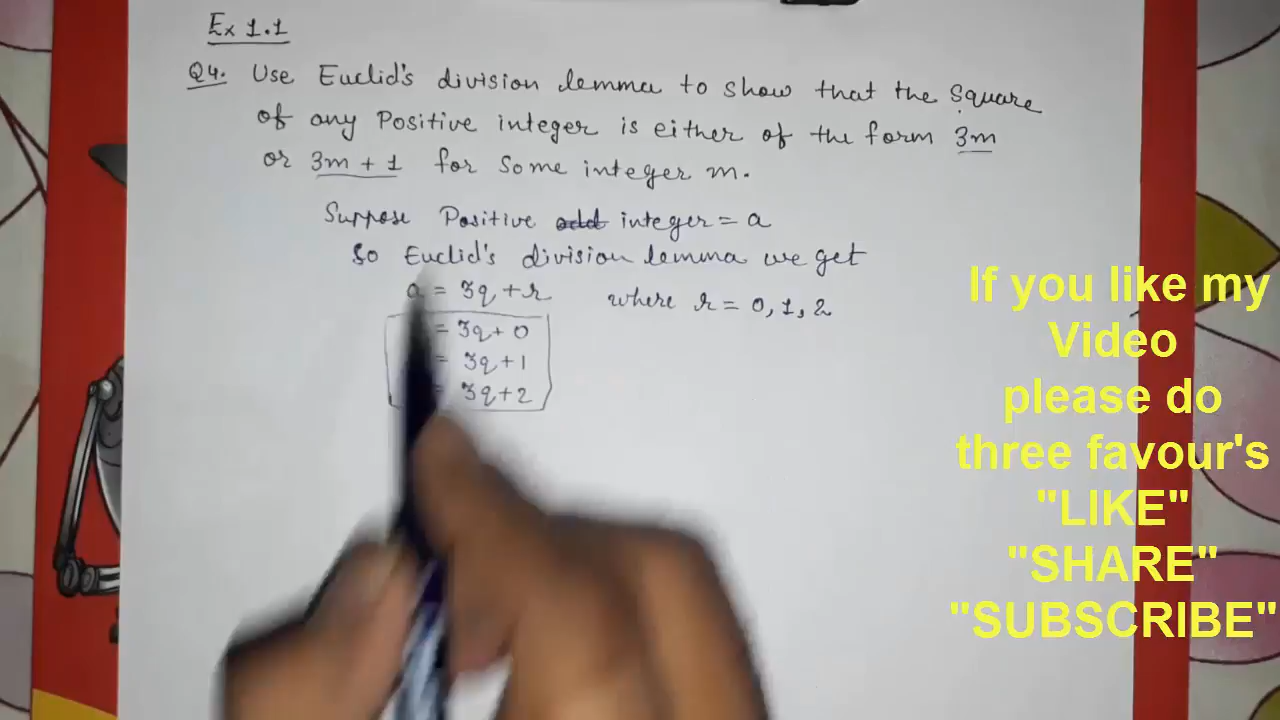 Ex 1.1
Q4. Use Euclid's division lemma to show that the square
of any Positive integer is either of the form 3m
or 3m + 1 for some integer m.
Suppose Positive odd integer = a
So Euclid's division lemma we get
a = 3q + r where r = 0, 1, 2
= 3q + 0
= 3q + 1
= 3q + 2
If you like my
Video
please do
three favour's
"LIKE"
"SHARE"
"SUBSCRIBE"